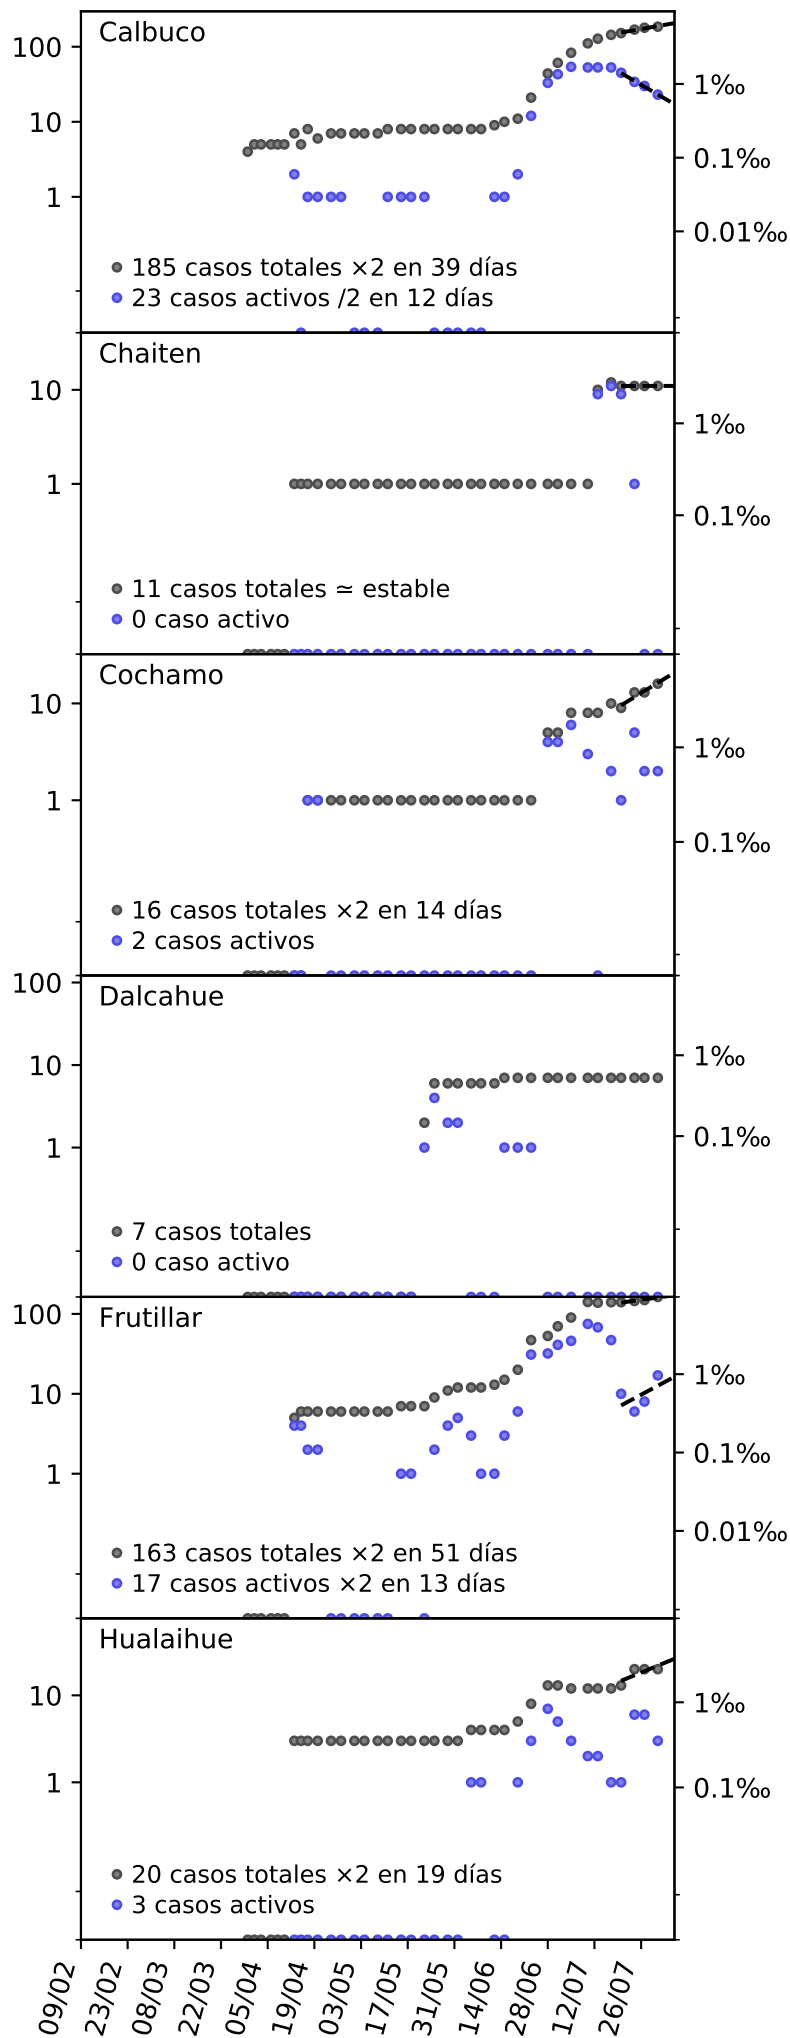 Calbuco
100
10
1
1‰
0.1‰
0.01‰
185 casos totales ×2 en 39 días
23 casos activos /2 en 12 días
Chaiten
10
1
1‰
0.1‰
11 casos totales ≃ estable
0 caso activo
Cochamo
10
1
1‰
0.1‰
16 casos totales ×2 en 14 días
2 casos activos
Dalcahue
100
10
1
1‰
0.1‰
7 casos totales
0 caso activo
Frutillar
100
10
1
1‰
0.1‰
0.01‰
163 casos totales ×2 en 51 días
17 casos activos ×2 en 13 días
Hualaihue
10
1
1‰
0.1‰
20 casos totales ×2 en 19 días
3 casos activos
09/02 23/02 08/03 22/03 05/04 19/04 03/05 17/05 31/05 14/06 28/06 12/07 26/07